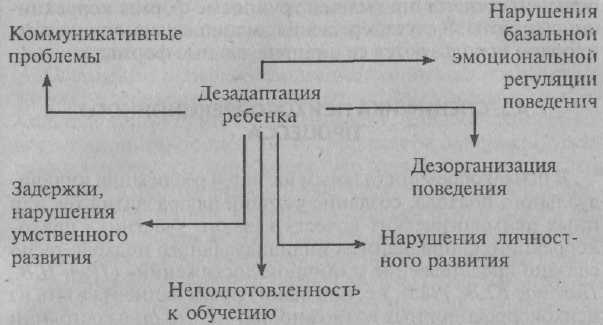 Нарушения
базальной
эмоциональной
регуляции
поведения
Коммуникативные
проблемы
Дезадаптация
ребенка
Дезорганизация
поведения
Задержки,
нарушения
умственного
развития
Нарушения личност-
ного развития
Неподготовленность
к обучению